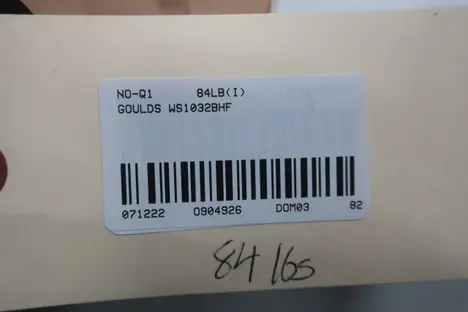 NO-Q1 84LB(I)
GOULDS WS1032BHF
071222 0904926 DOM03 82
84 lbs